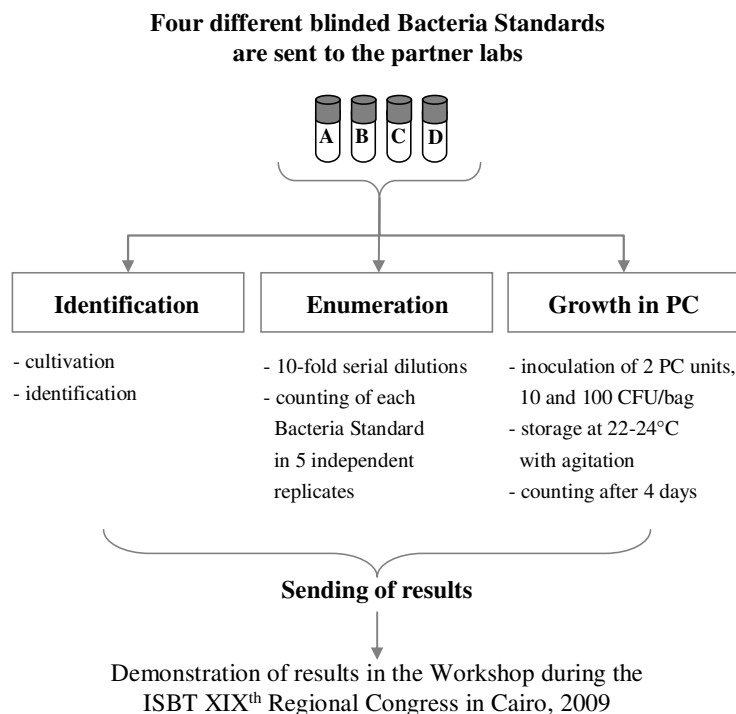 Four different blinded Bacteria Standards
are sent to the partner labs
A B C D
Identification
- cultivation
- identification
Enumeration
- 10-fold serial dilutions
- counting of each
Bacteria Standard
in 5 independent
replicates
Growth in PC
- inoculation of 2 PC units,
10 and 100 CFU/bag
- storage at 22-24°C
with agitation
- counting after 4 days
Sending of results
Demonstration of results in the Workshop during the
ISBT XIXth Regional Congress in Cairo, 2009